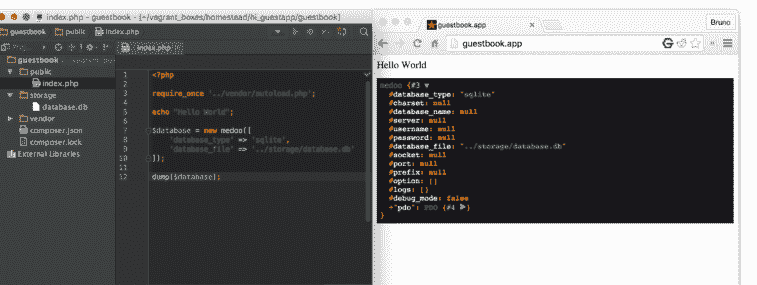 index.php - guestbook - [~/vagrant_boxes/homestead/hi_guestapp/guestbook]
guestbook public index.php
index.php
guestbook
public
index.php
storage
database.db
vendor
composer.json
composer.lock
External Libraries
1 <?php
2
3 require_once '../vendor/autoload.php';
4
5 echo "Hello World";
6
7 $database = new medoo([
8 'database_type' => 'sqlite',
9 'database_file' => '../storage/database.db'
10 ]);
11
12 dump($database);
guestbook.app
Bruno
guestbook.app
Hello World
medoo {#3 ▼
#database_type: "sqlite"
#charset: null
#database_name: null
#server: null
#username: null
#password: null
#database_file: "../storage/database.db"
#socket: null
#port: null
#prefix: null
#option: []
#logs: []
#debug_mode: false
+"pdo": PDO {#4 ▶}
}